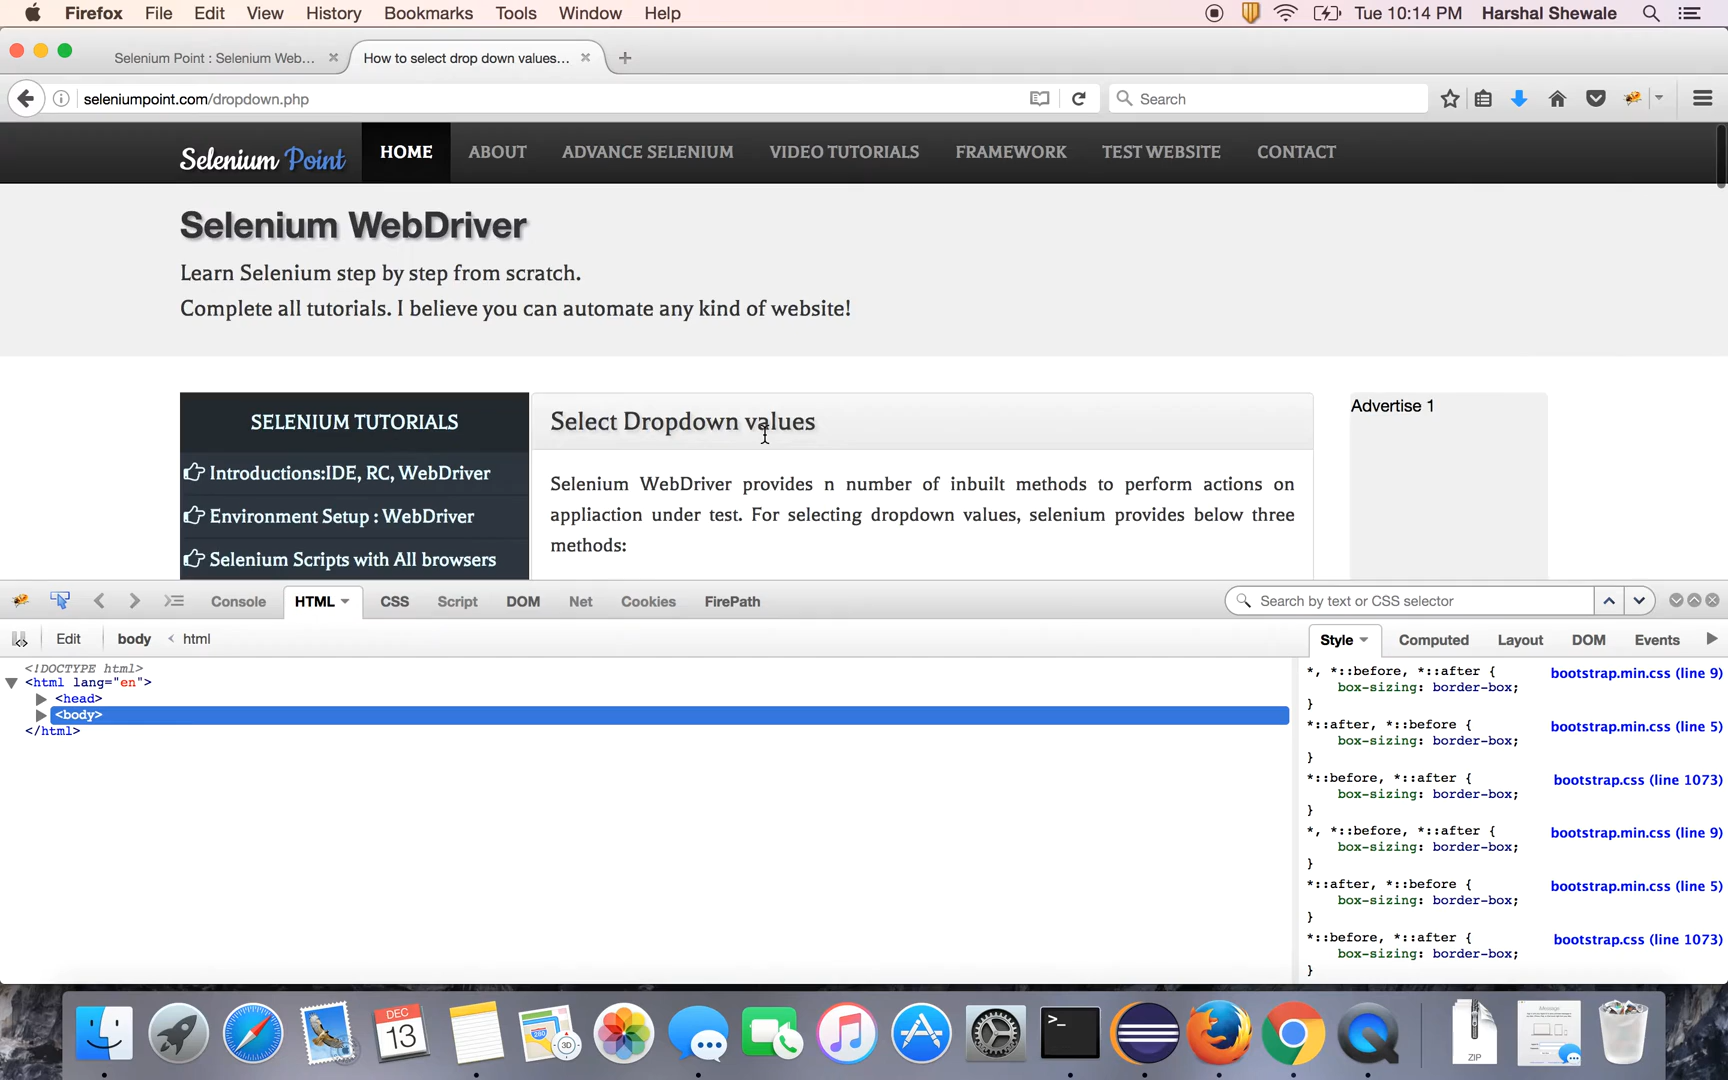 Firefox File Edit View History Bookmarks Tools Window Help Tue 10:14 PM Harshal Shewale
Selenium Point : Selenium Web... How to select drop down values...
seleniumpoint.com/dropdown.php Search
Selenium Point HOME ABOUT ADVANCE SELENIUM VIDEO TUTORIALS FRAMEWORK TEST WEBSITE CONTACT
Selenium WebDriver
Learn Selenium step by step from scratch.
Complete all tutorials. I believe you can automate any kind of website!
SELENIUM TUTORIALS
Introductions:IDE, RC, WebDriver
Environment Setup : WebDriver
Selenium Scripts with All browsers
Select Dropdown values
Selenium WebDriver provides n number of inbuilt methods to perform actions on
appliaction under test. For selecting dropdown values, selenium provides below three
methods:
Advertise 1
Console HTML CSS Script DOM Net Cookies FirePath Search by text or CSS selector
Edit body < html
<!DOCTYPE html>
<html lang="en">
<head>
<body>
</html>
Style Computed Layout DOM Events
*, *::before, *::after { bootstrap.min.css (line 9)
box-sizing: border-box;
}
*::after, *::before { bootstrap.min.css (line 5)
box-sizing: border-box;
}
*::before, *::after { bootstrap.css (line 1073)
box-sizing: border-box;
}
*, *::before, *::after { bootstrap.min.css (line 9)
box-sizing: border-box;
}
*::after, *::before { bootstrap.min.css (line 5)
box-sizing: border-box;
}
*::before, *::after { bootstrap.css (line 1073)
box-sizing: border-box;
}
DEC
13
280
3D
>_
ZIP